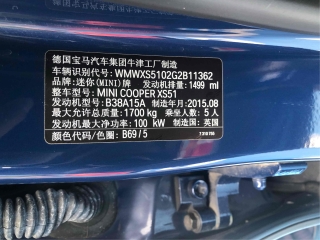 德国宝马汽车集团牛津工厂制造
车辆识别代号: WMWXS5102G2B11362
品牌: 迷你(MINI)牌 发动机排量: 1499 ml
整车型号: MINI COOPER XS51
发动机型号: B38A15A 制造年月: 2015.08
最大允许总质量: 1700 kg 乘坐人数: 5人
发动机最大净功率: 100 kW 制造国: 英国
颜色代码/色圈: B69/5